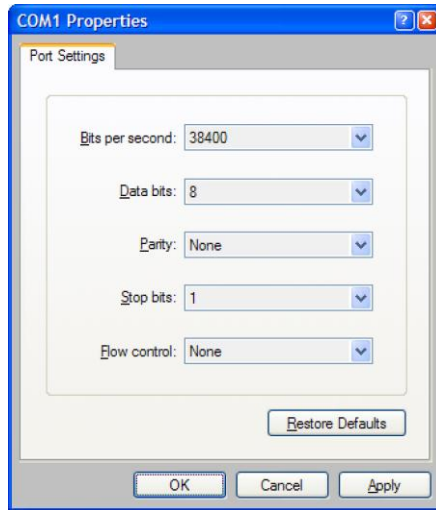 COM1 Properties
Port Settings
Bits per second: 38400
Data bits: 8
Parity: None
Stop bits: 1
Flow control: None
Restore Defaults
OK Cancel Apply